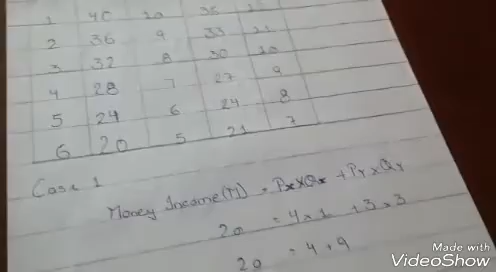 1 40 10
2 36 9 33 11
3 32 8 30 10
4 28 7 27 9
5 24 6 24 8
6 20 5 21 7
Case 1
Money Income(M) = Px×Qx + Py×Qy
20 = 4×1 + 3×3
20 = 4+9
Made with
VideoShow